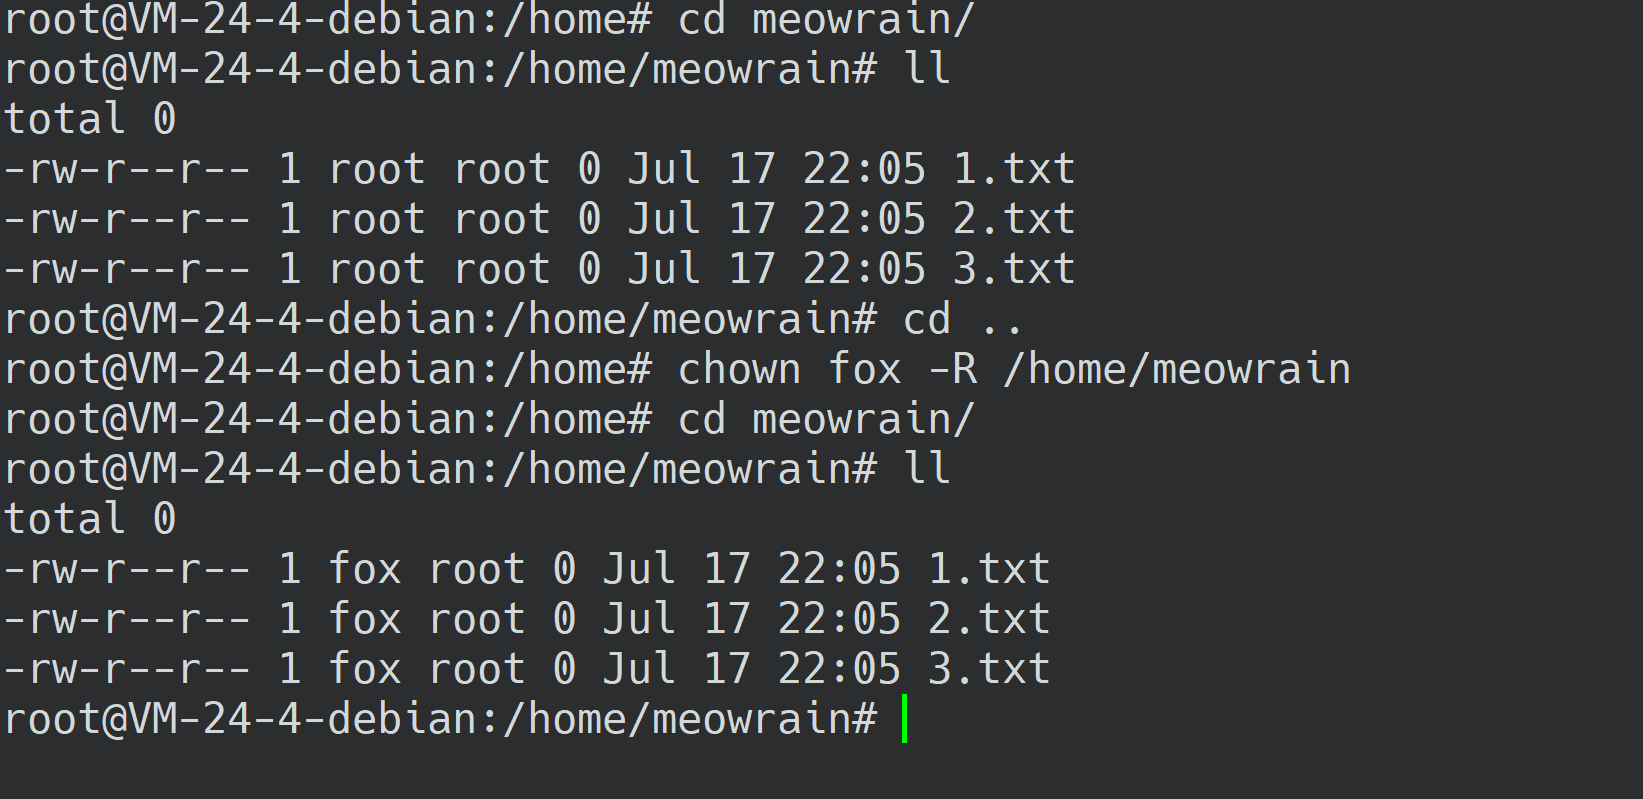 root@VM-24-4-debian:/home# cd meowrain/
root@VM-24-4-debian:/home/meowrain# ll
total 0
-rw-r--r-- 1 root root 0 Jul 17 22:05 1.txt
-rw-r--r-- 1 root root 0 Jul 17 22:05 2.txt
-rw-r--r-- 1 root root 0 Jul 17 22:05 3.txt
root@VM-24-4-debian:/home/meowrain# cd ..
root@VM-24-4-debian:/home# chown fox -R /home/meowrain
root@VM-24-4-debian:/home# cd meowrain/
root@VM-24-4-debian:/home/meowrain# ll
total 0
-rw-r--r-- 1 fox root 0 Jul 17 22:05 1.txt
-rw-r--r-- 1 fox root 0 Jul 17 22:05 2.txt
-rw-r--r-- 1 fox root 0 Jul 17 22:05 3.txt
root@VM-24-4-debian:/home/meowrain#